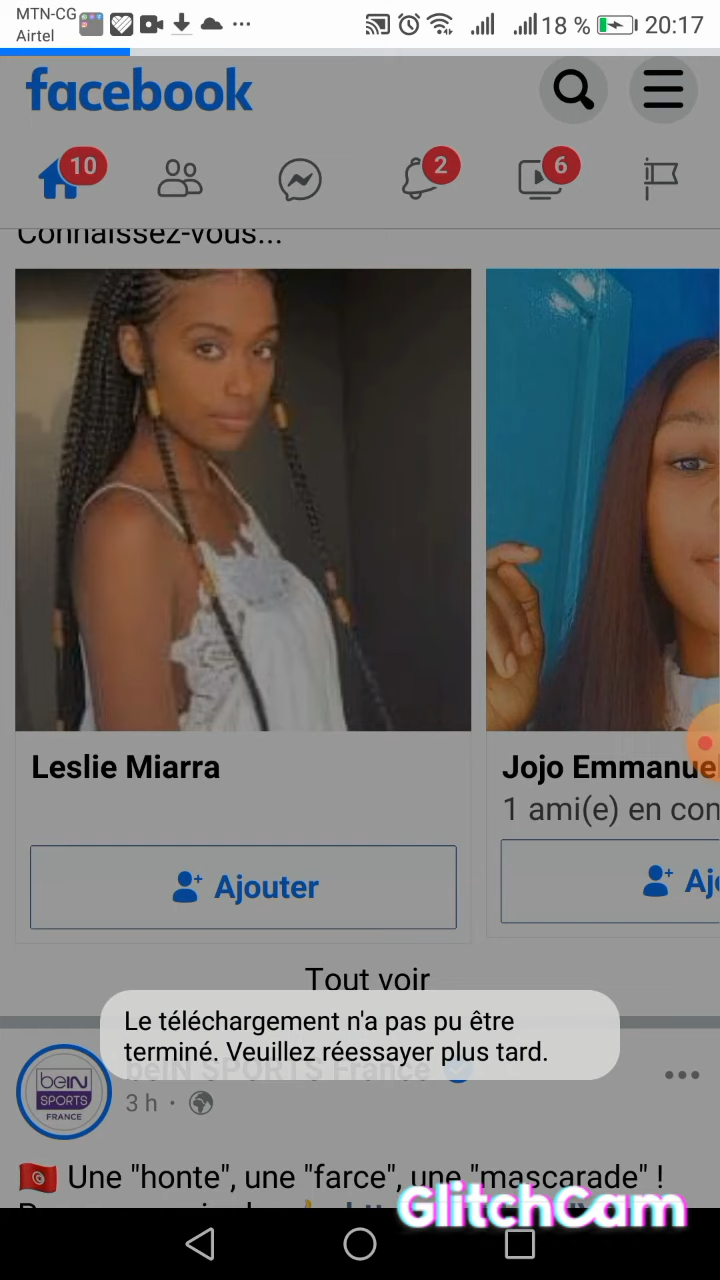 MTN-CG
Airtel
18 %
20:17
facebook
10
2
6
Connaissez-vous...
Leslie Miarra
Jojo Emmanuel
1 ami(e) en con
Ajouter
Ajo
Tout voir
Le téléchargement n'a pas pu être
terminé. Veuillez réessayer plus tard.
beIN SPORTS France
beIN
SPORTS
FRANCE
3 h ·
Une "honte", une "farce", une "mascarade" !
GlitchCam